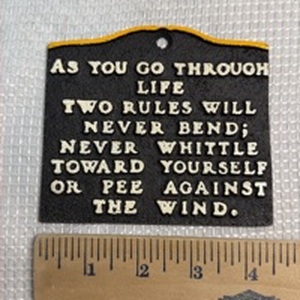 AS YOU GO THROUGH
LIFE
TWO RULES WILL
NEVER BEND;
NEVER WHITTLE
TOWARD YOURSELF
OR PEE AGAINST
THE WIND.
1 2 3 4